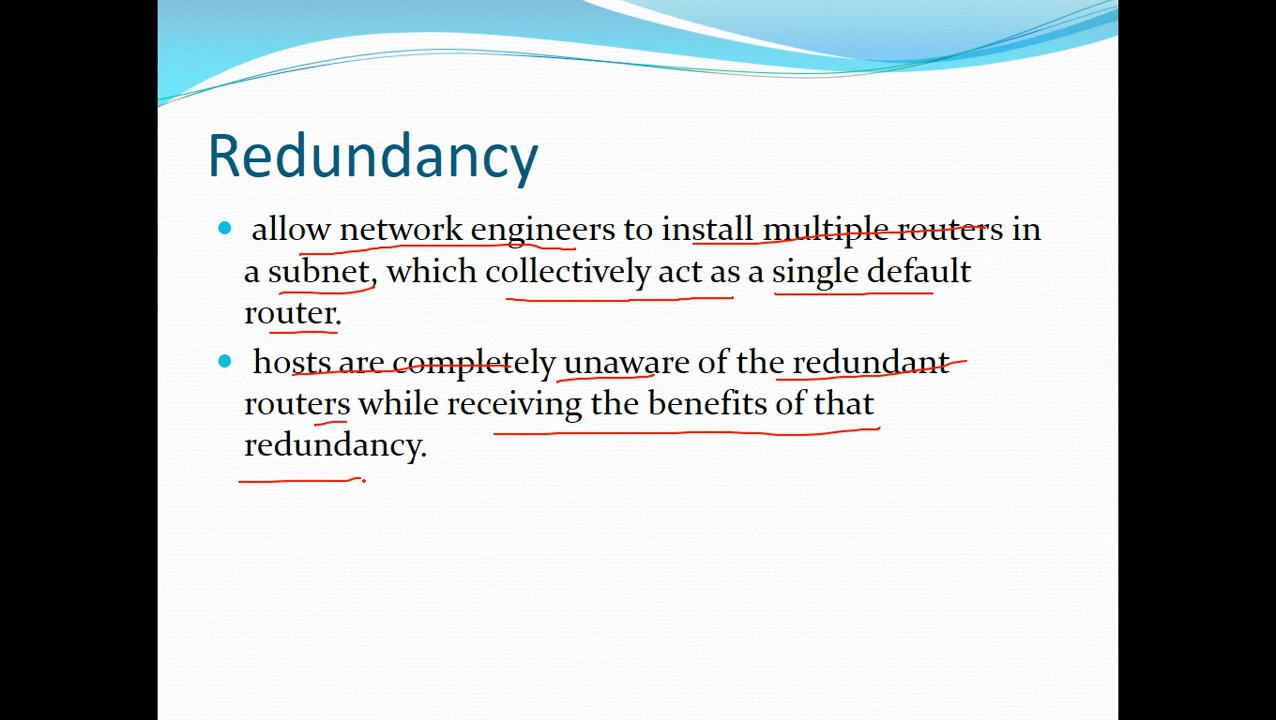 Redundancy
allow network engineers to install multiple routers in
a subnet, which collectively act as a single default
router.
hosts are completely unaware of the redundant
routers while receiving the benefits of that
redundancy.